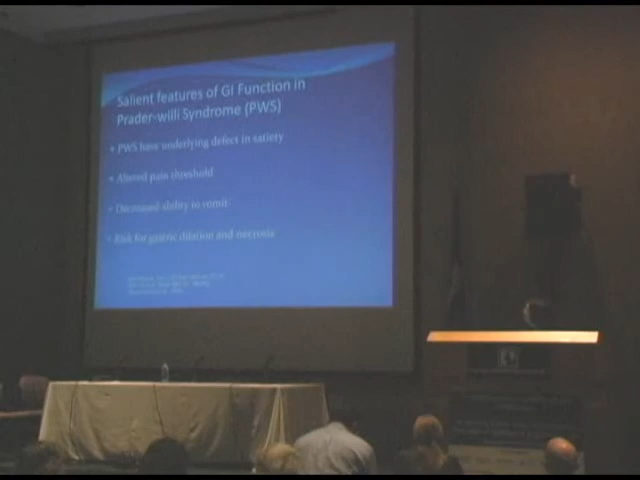 Salient features of GI Function in
Prader-willi Syndrome (PWS)
• PWS have underlying defect in satiety
• Altered pain threshold
• Decreased ability to vomit
• Risk for gastric dilation and necrosis